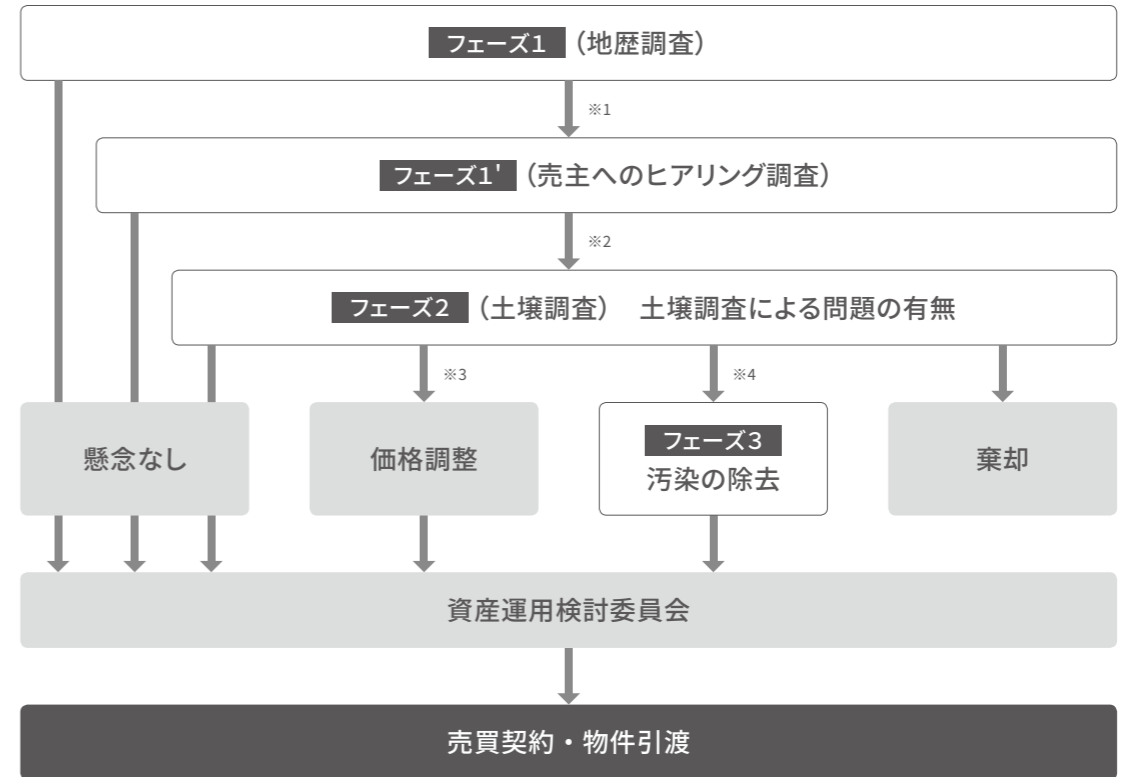 フェーズ1 （地歴調査）
※1
フェーズ1' （売主へのヒアリング調査）
※2
フェーズ2 （土壌調査）　土壌調査による問題の有無
※3
※4
懸念なし
価格調整
フェーズ3
汚染の除去
棄却
資産運用検討委員会
売買契約・物件引渡